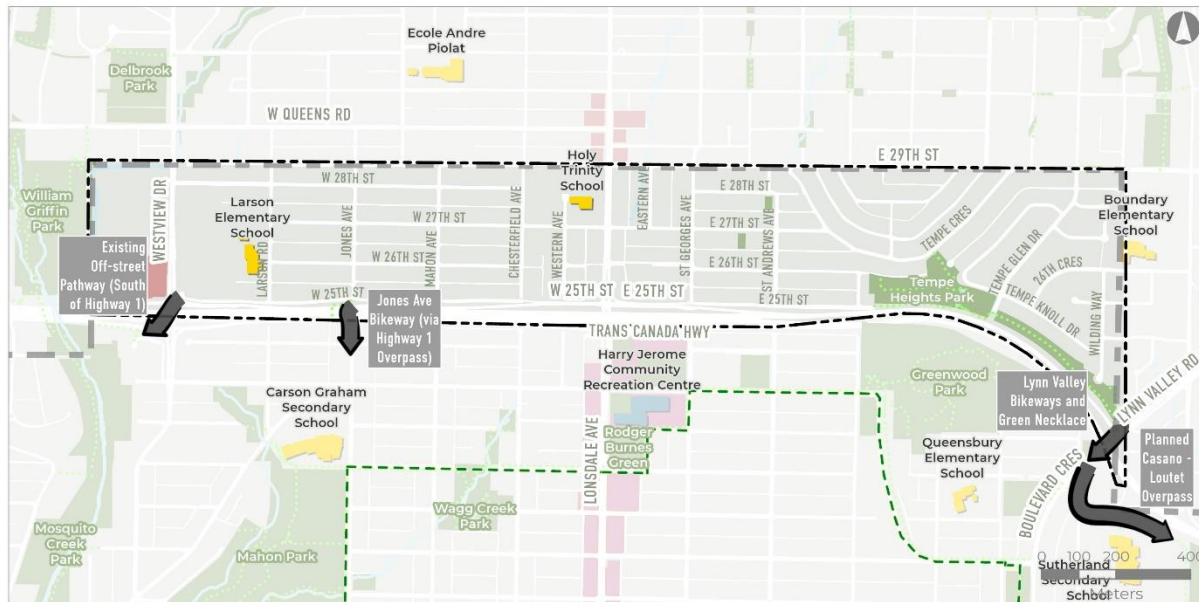 Ecole Andre
Piolat
Delbrook
Park
W QUEENS RD
E 29TH ST
Holy
Trinity
School
William
Griffin
Park
WESTVIEW DR
W 28TH ST
Larson
Elementary
School
LARSON RD
JONES AVE
W 27TH ST
W 26TH ST
MAHON AVE
CHESTERFIELD AVE
WESTERN AVE
EASTERN AVE
ST GEORGES AVE
E 28TH ST
E 27TH ST
E 26TH ST
ST ANDREWS AVE
TEMPE CRES
TEMPE GLEN DR
26TH CRES
TEMPE KNOLL DR
WILDING WAY
Boundary
Elementary
School
Existing
Off-street
Pathway (South
of Highway 1)
W 25TH ST
Jones Ave
Bikeway (via
Highway 1
Overpass)
W 25TH ST
E 25TH ST
E 25TH ST
Tempe
Heights Park
TRANS CANADA HWY
Harry Jerome
Community
Recreation Centre
Greenwood
Park
Lynn Valley
Bikeways and
Green Necklace
LYNN VALLEY RD
Carson Graham
Secondary
School
Rodger
Burnes
Green
LONSDALE AVE
Queensbury
Elementary
School
BOULEVARD CRES
Planned
Casano -
Loutet
Overpass
Mosquito
Creek Park
Mahon Park
Wagg Creek
Park
Sutherland
Secondary
School
0 100 200 400
Meters